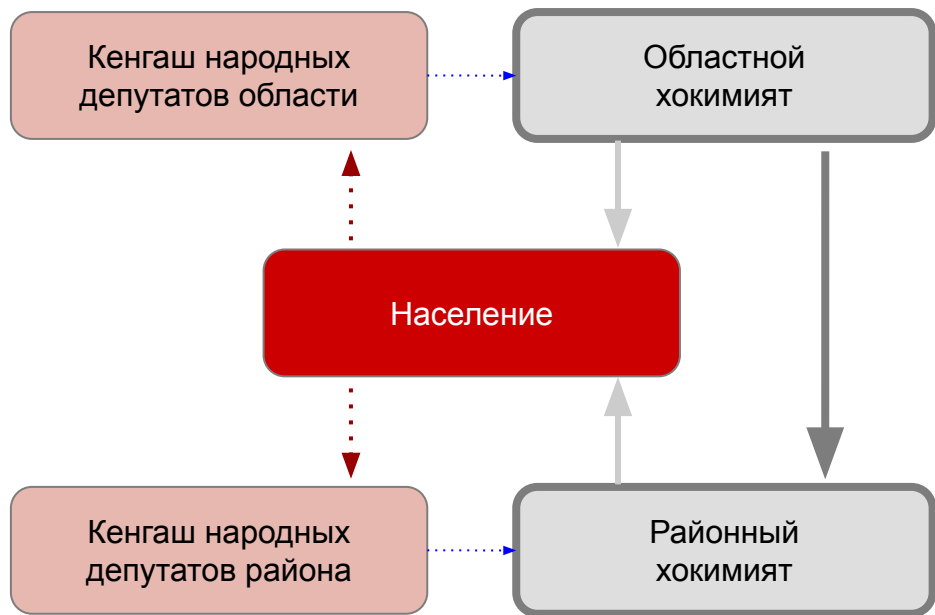 Кенгаш народных
депутатов области
Областной
хокимият
Население
Кенгаш народных
депутатов района
Районный
хокимият